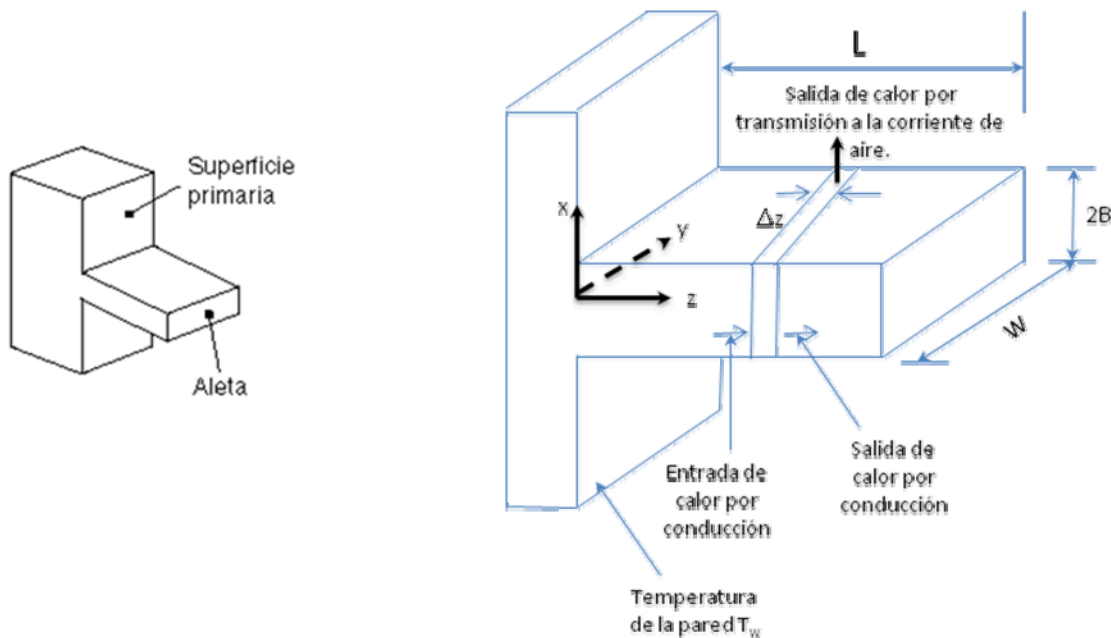 Superficie
primaria
Aleta
L
Salida de calor por
transmisión a la corriente de
aire.
x
y
z
Δz
2B
W
Entrada de
calor por
conducción
Salida de
calor por
conducción
Temperatura
de la pared Tw